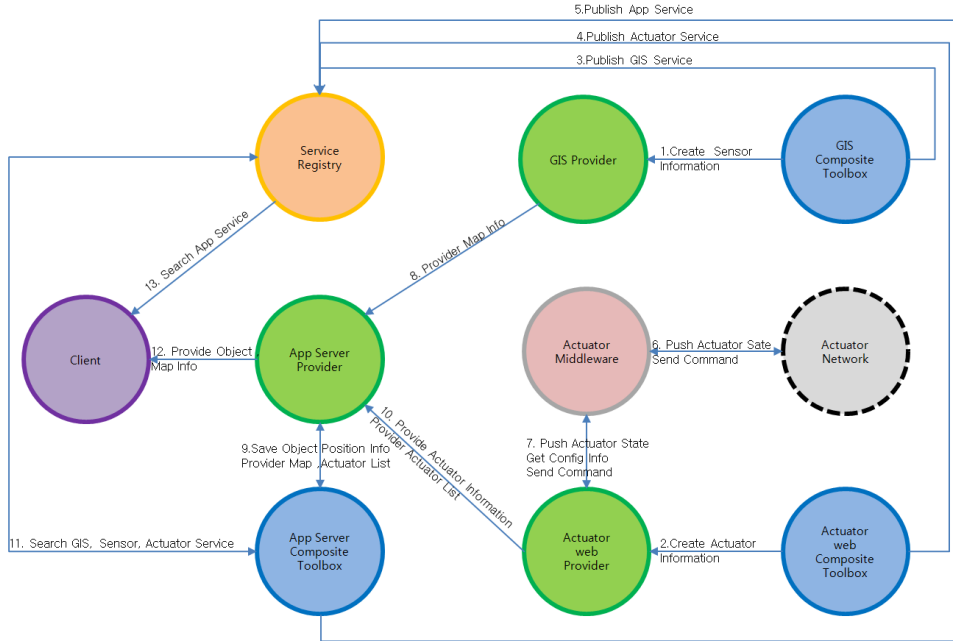 5.Publish App Service
4.Publish Actuator Service
3.Publish GIS Service
Service
Registry
GIS Provider
1.Create Sensor
Information
GIS
Composite
Toolbox
13. Search App Service
8. Provider Map Info
Client
12. Provide Object
Map Info
App Server
Provider
Actuator
Middleware
6. Push Actuator Sate
Send Command
Actuator
Network
9.Save Object Position Info
Provider Map ,Actuator List
10. Provide Actuator Information
Provider Actuator List
7. Push Actuator State
Get Config Info
Send Command
11. Search GIS, Sensor, Actuator Service
App Server
Composite
Toolbox
Actuator
web
Provider
2.Create Actuator
Information
Actuator
web
Composite
Toolbox